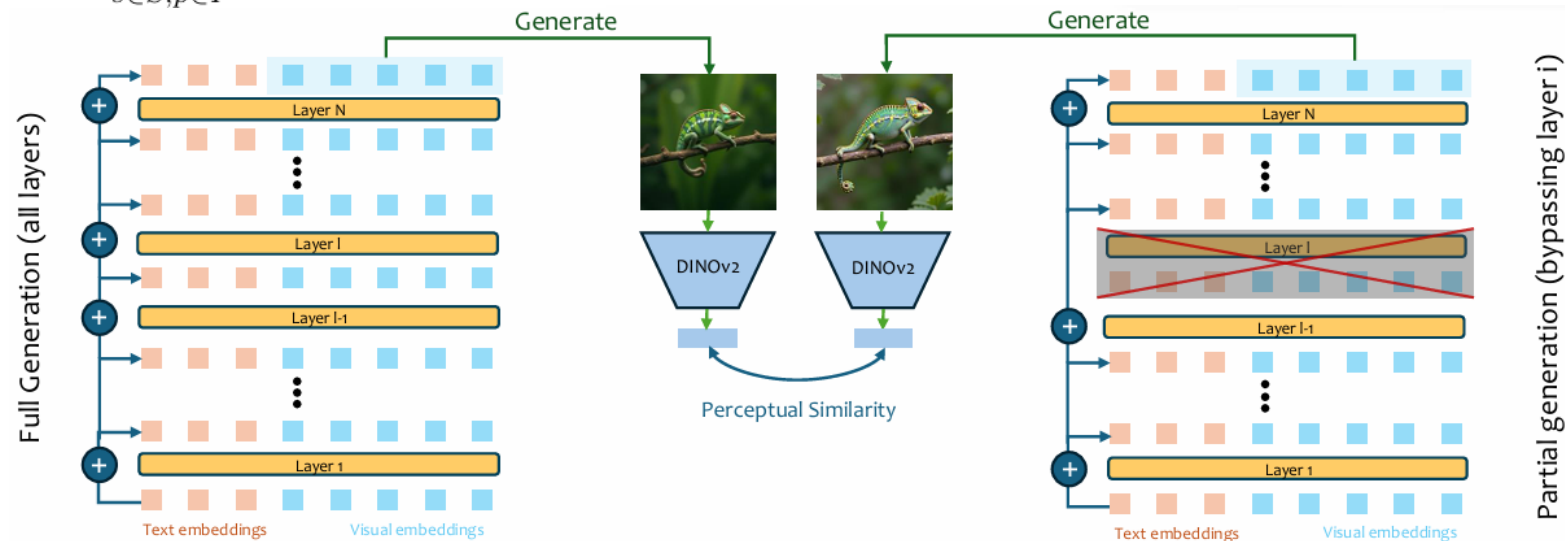 Generate
Generate
Full Generation (all layers)
Layer N
Layer l
Layer l-1
Layer 1
Text embeddings
Visual embeddings
DINOv2
DINOv2
Perceptual Similarity
Layer N
Layer l
Layer l-1
Layer 1
Text embeddings
Visual embeddings
Partial generation (bypassing layer i)